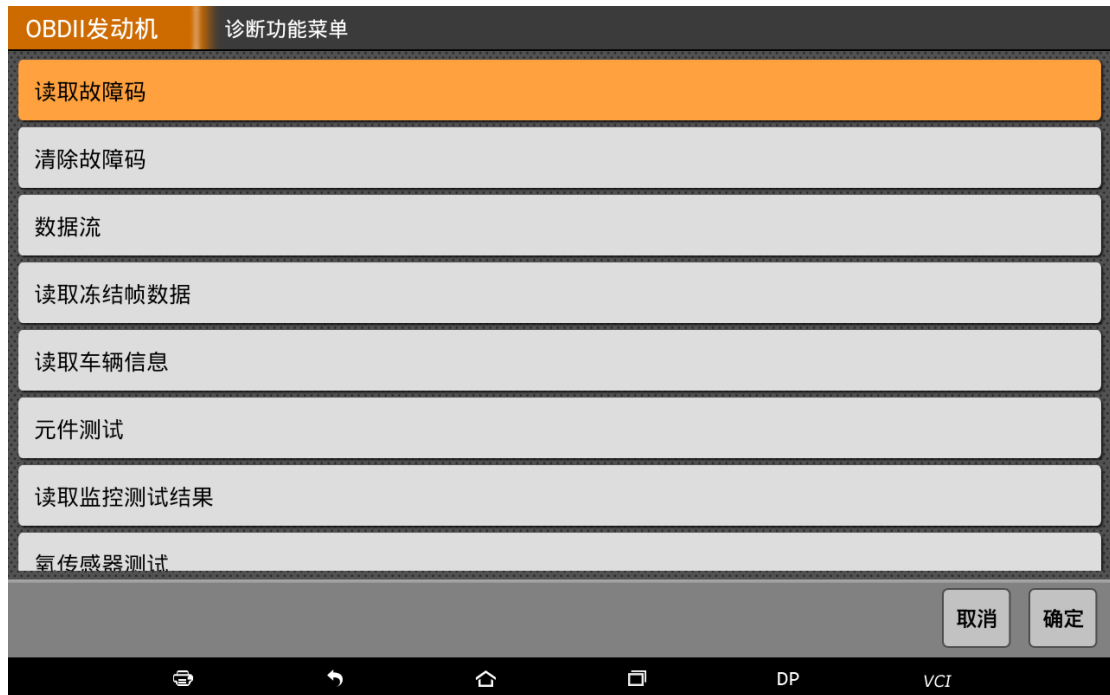 OBDII发动机
诊断功能菜单
读取故障码
清除故障码
数据流
读取冻结帧数据
读取车辆信息
元件测试
读取监控测试结果
氧传感器测试
取消
确定
DP
VCI